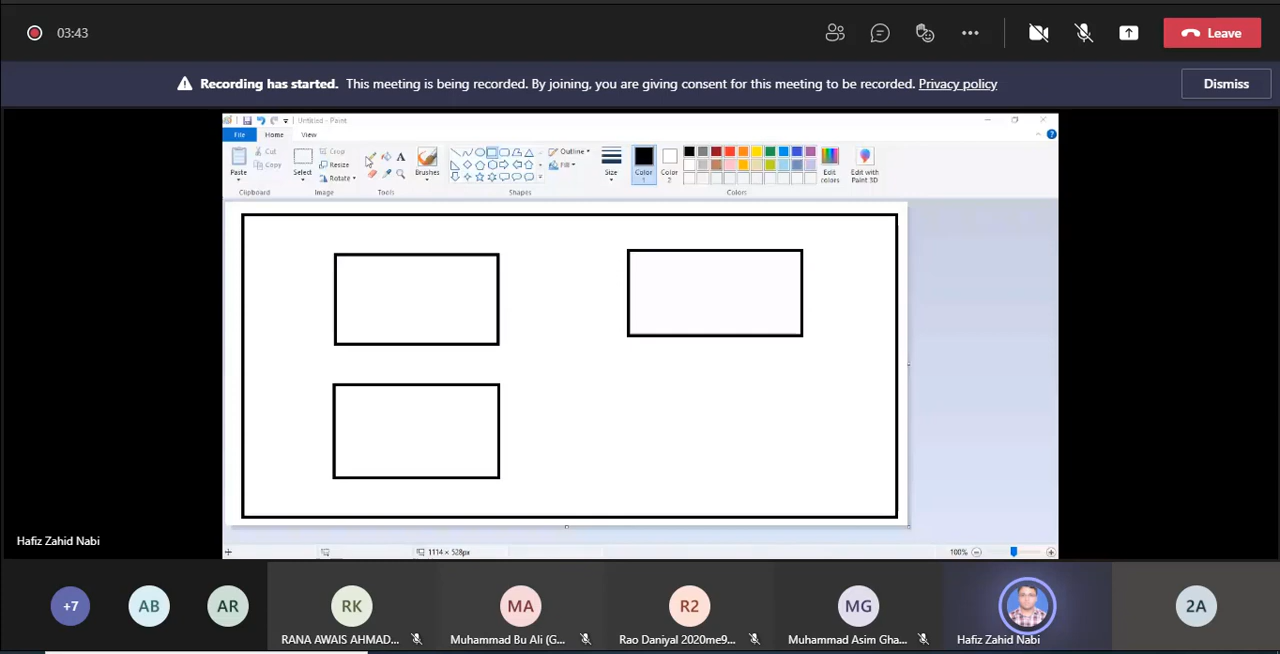 03:43
Leave
Recording has started. This meeting is being recorded. By joining, you are giving consent for this meeting to be recorded. Privacy policy
Dismiss
Untitled - Paint
File Home View
Paste
Cut
Copy
Clipboard
Select
Crop
Resize
Rotate
Image
A
Tools
Brushes
Shapes
Outline
Fill
Size
Color 1
Color 2
Edit colors
Colors
Edit with Paint 3D
Hafiz Zahid Nabi
1114 × 528px
100%
+7
AB
AR
RK
RANA AWAIS AHMAD...
MA
Muhammad Bu Ali (G...
R2
Rao Daniyal 2020me9...
MG
Muhammad Asim Gha...
Hafiz Zahid Nabi
2A